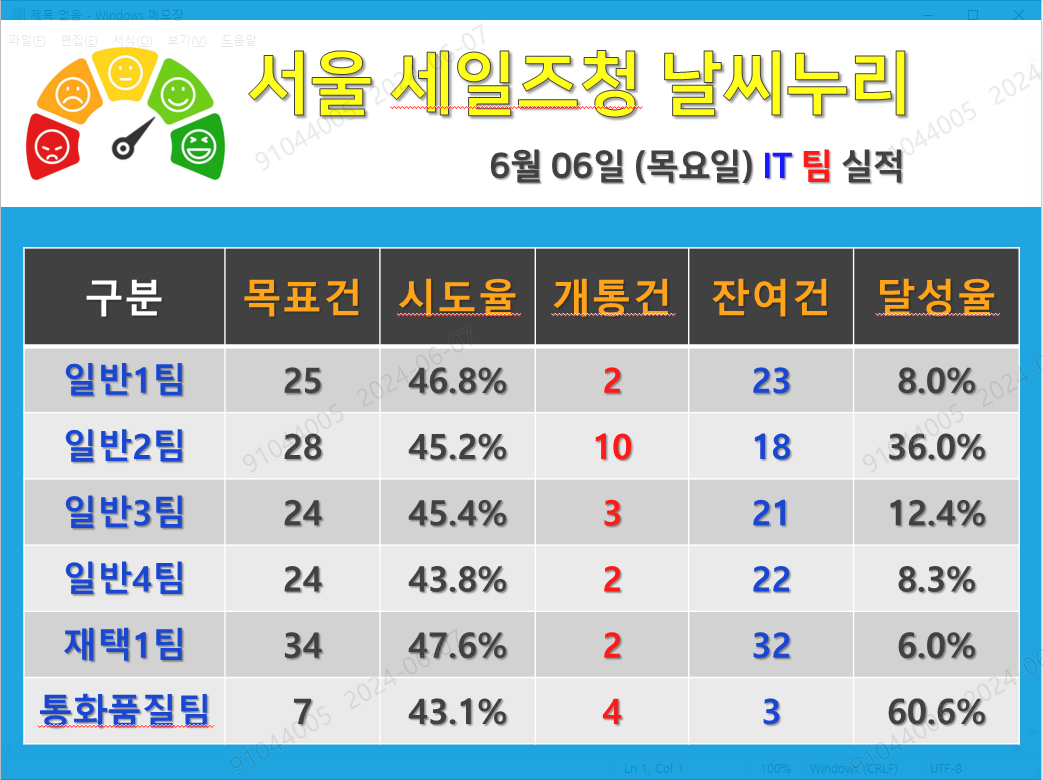 제목 없음 - Windows 메모장
파일(F) 편집(E) 서식(O) 보기(V) 도움말
서울 세일즈청 날씨누리
6월 06일 (목요일) IT 팀 실적
구분 목표건 시도율 개통건 잔여건 달성율
일반1팀 25 46.8% 2 23 8.0%
일반2팀 28 45.2% 10 18 36.0%
일반3팀 24 45.4% 3 21 12.4%
일반4팀 24 43.8% 2 22 8.3%
재택1팀 34 47.6% 2 32 6.0%
통화품질팀 7 43.1% 4 3 60.6%
91044005 2024-06-07
Ln 1, Col 1 100% Windows (CRLF) UTF-8